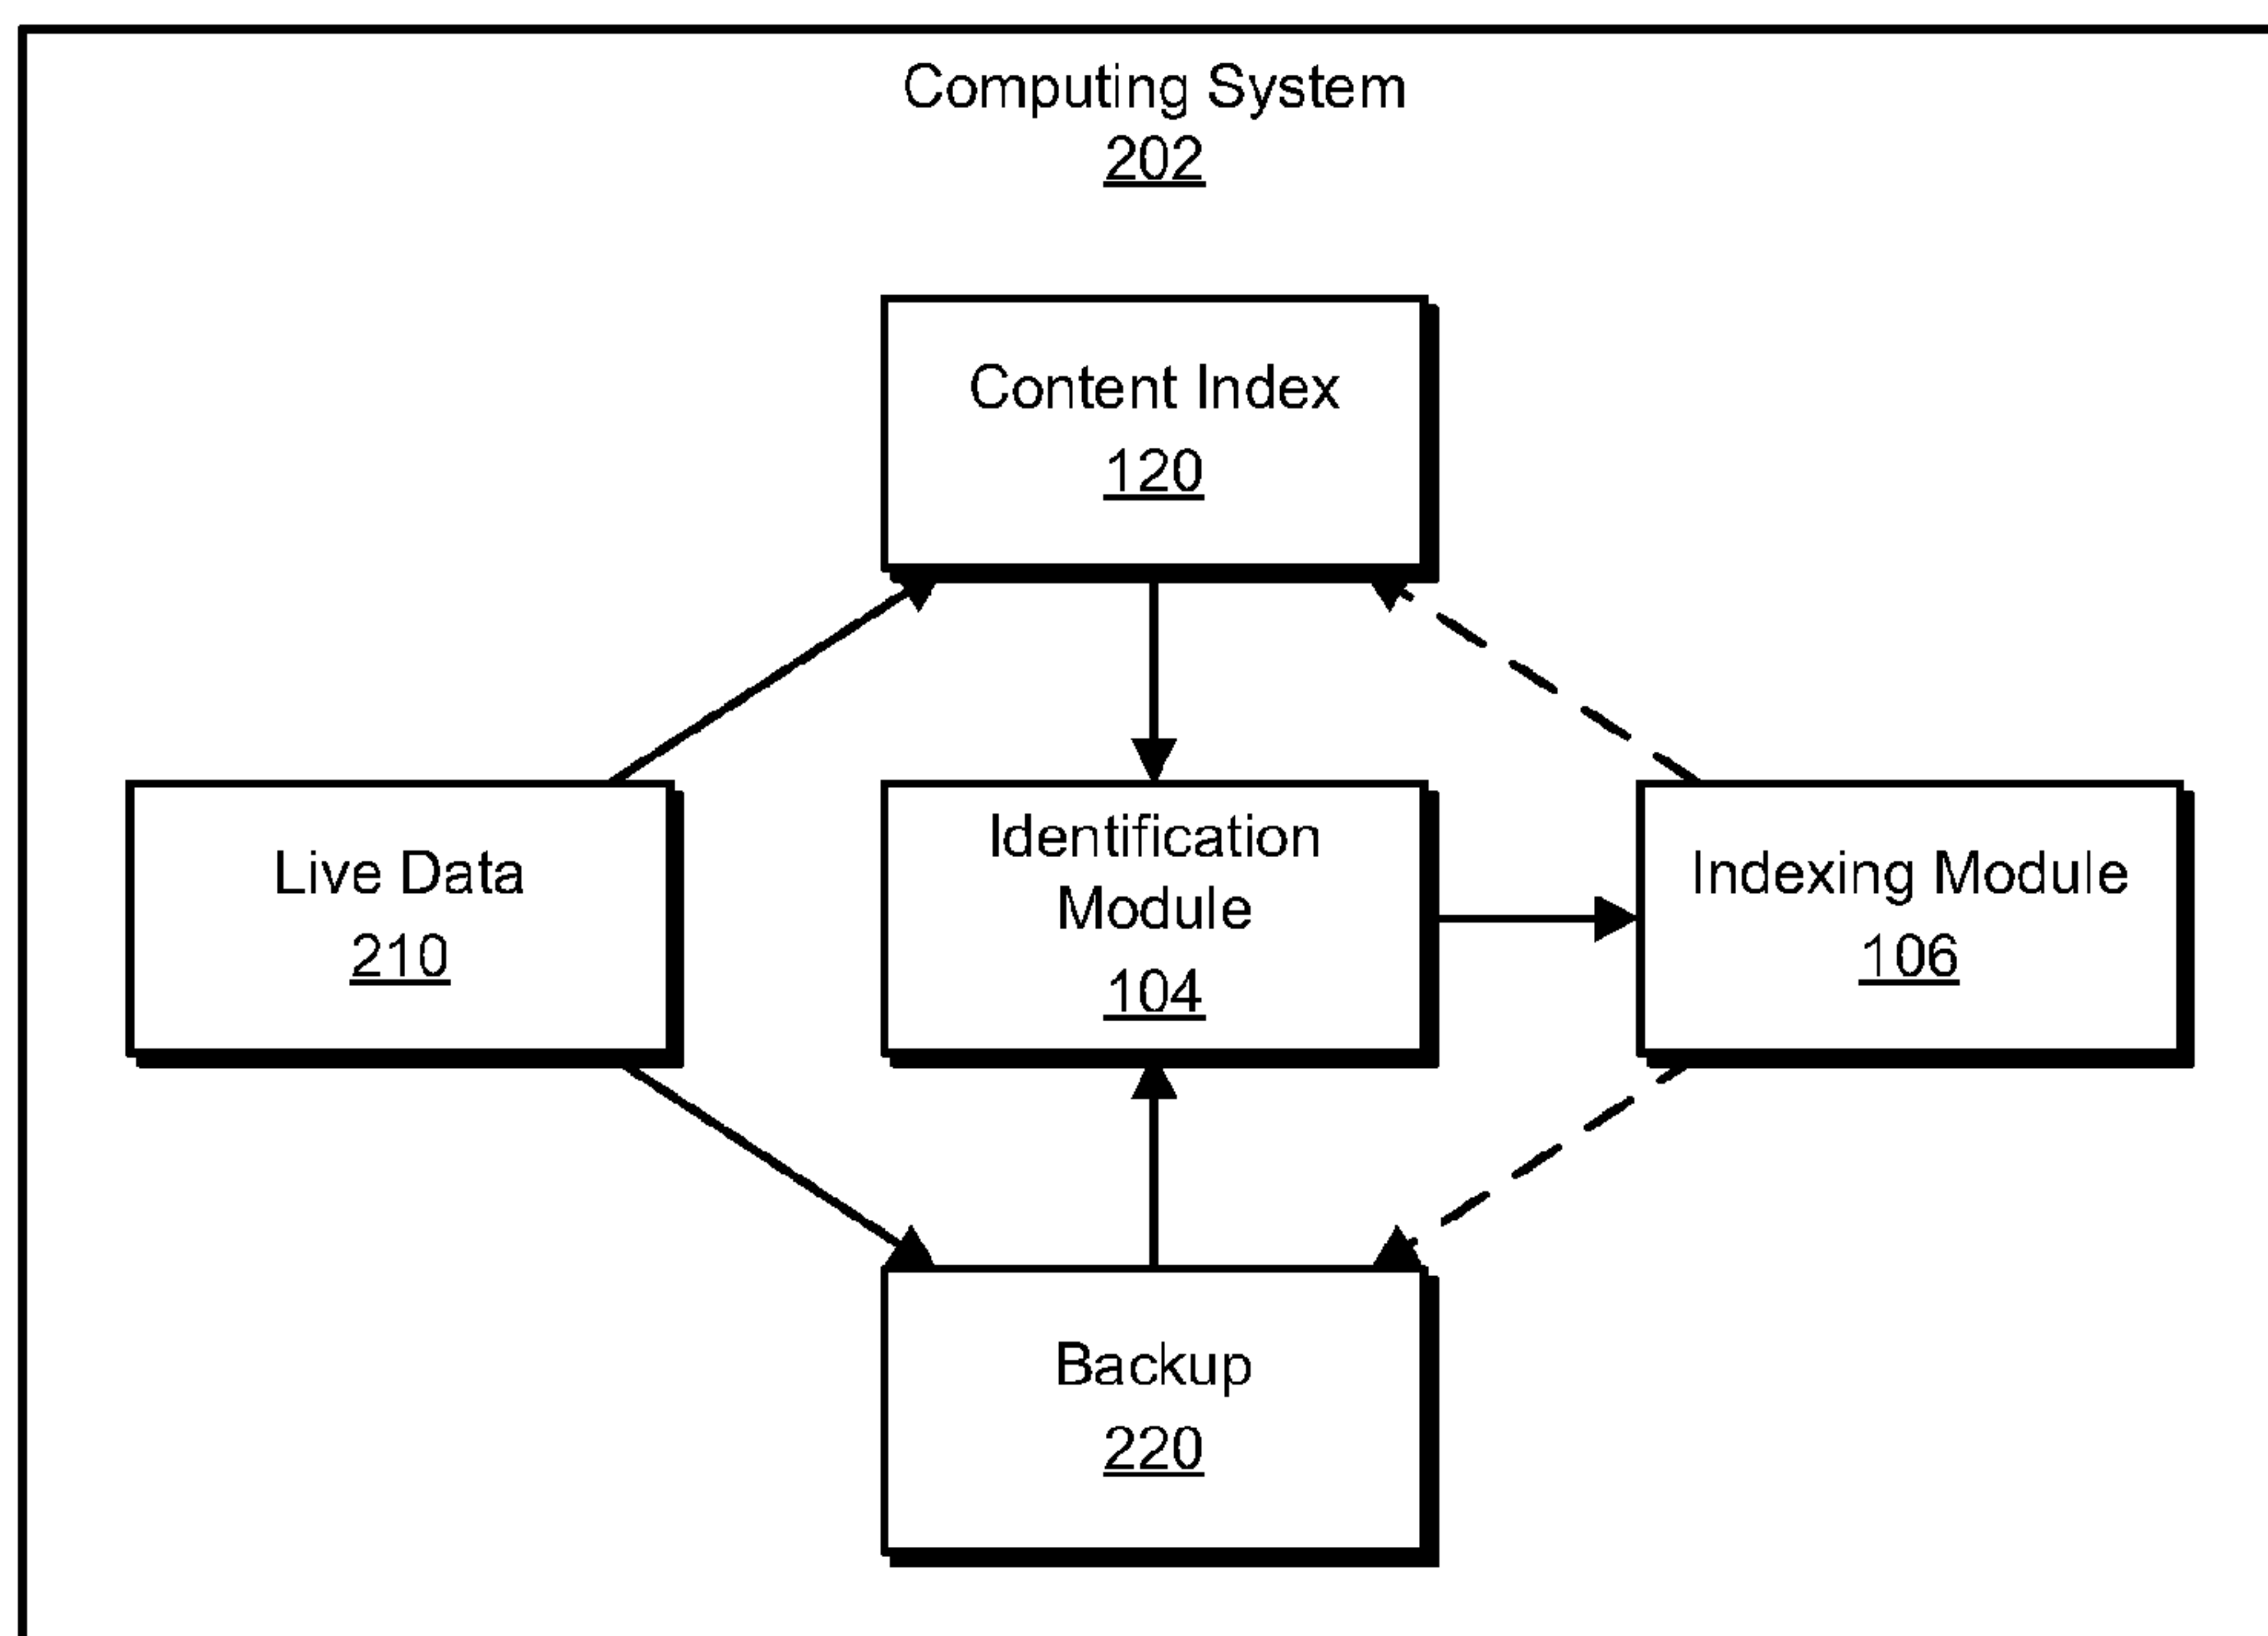 Computing System
202
Content Index
120
Live Data
210
Identification
Module
104
Indexing Module
106
Backup
220